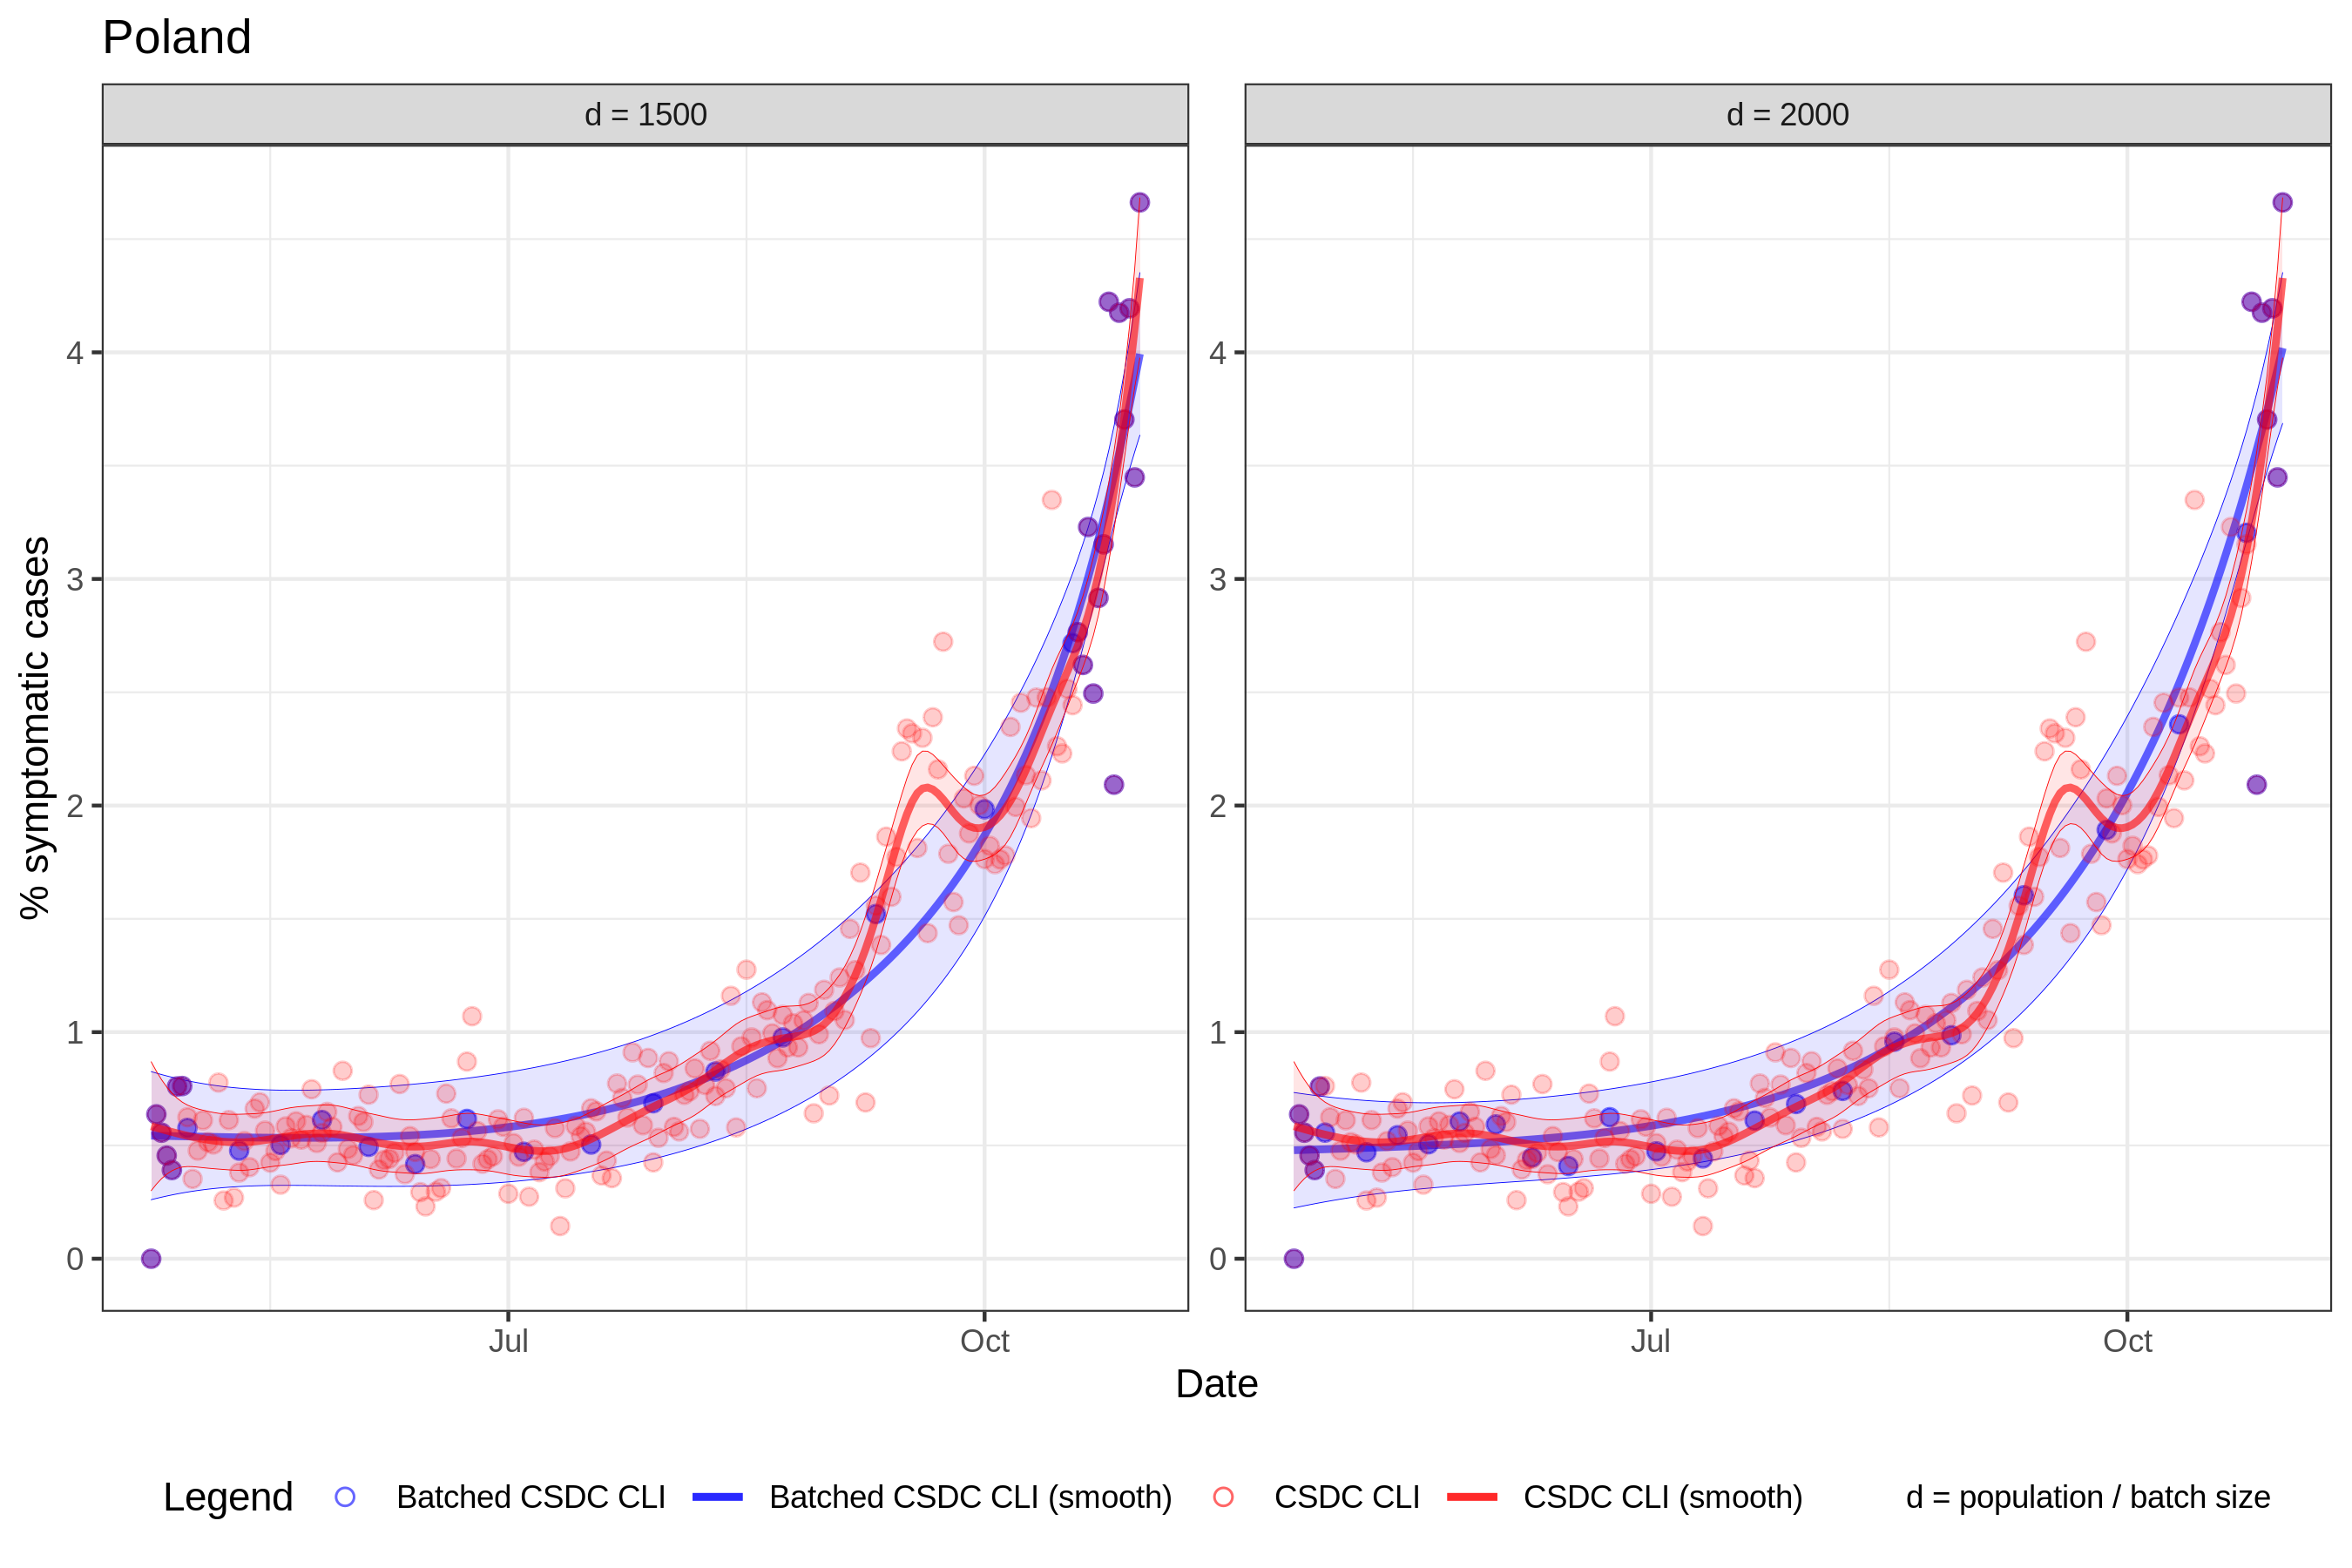 Poland
d = 1500
d = 2000
% symptomatic cases
4
3
2
1
0
4
3
2
1
0
Jul
Oct
Jul
Oct
Date
Legend
Batched CSDC CLI
Batched CSDC CLI (smooth)
CSDC CLI
CSDC CLI (smooth)
d = population / batch size